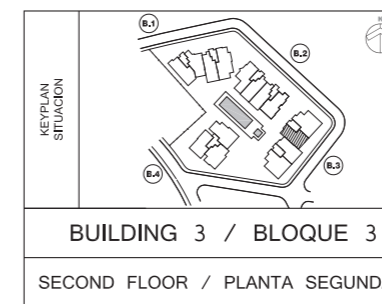 B.1
B.2
KEYPLAN
SITUACION
B.4
B.3
BUILDING 3 / BLOQUE 3
SECOND FLOOR / PLANTA SEGUND